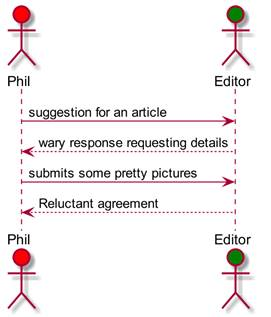 Phil Editor
suggestion for an article
wary response requesting details
submits some pretty pictures
Reluctant agreement
Phil Editor